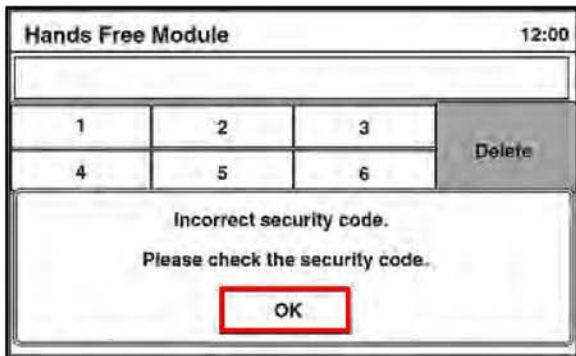 Hands Free Module 12:00
1 2 3 Delete
4 5 6
Incorrect security code.
Please check the security code.
OK